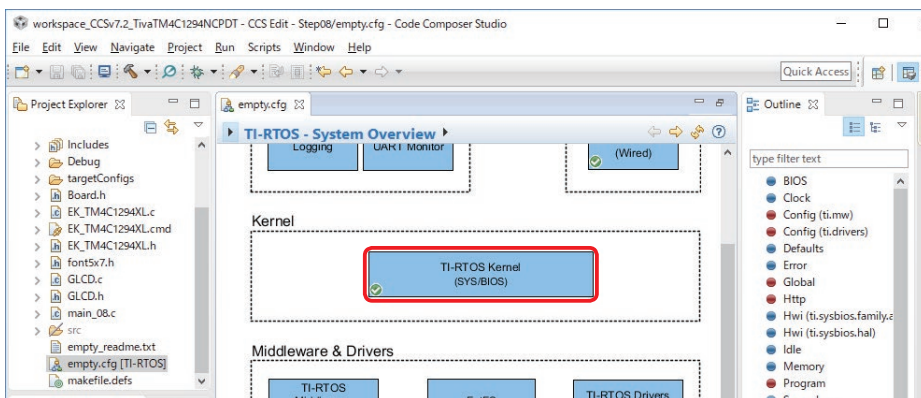 workspace_CCSv7.2_TivaTM4C1294NCPDT - CCS Edit - Step08/empty.cfg - Code Composer Studio
File Edit View Navigate Project Run Scripts Window Help
Quick Access
Project Explorer
Includes
Debug
targetConfigs
Board.h
EK_TM4C1294XL.c
EK_TM4C1294XL.cmd
EK_TM4C1294XL.h
font5x7.h
GLCD.c
GLCD.h
main_08.c
src
empty_readme.txt
empty.cfg [TI-RTOS]
makefile.defs
empty.cfg
TI-RTOS - System Overview
Logging
UART Monitor
(Wired)
Kernel
TI-RTOS Kernel
(SYS/BIOS)
Middleware & Drivers
TI-RTOS
TI-RTOS Drivers
Outline
type filter text
BIOS
Clock
Config (ti.mw)
Config (ti.drivers)
Defaults
Error
Global
Http
Hwi (ti.sysbios.family.a
Hwi (ti.sysbios.hal)
Idle
Memory
Program